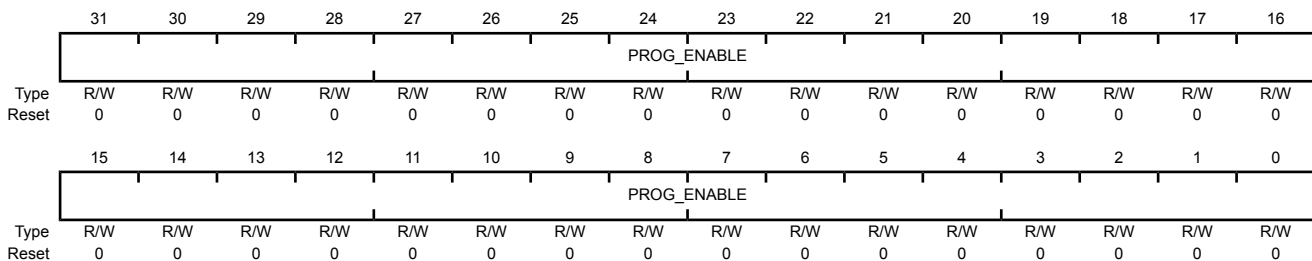 31 30 29 28 27 26 25 24 23 22 21 20 19 18 17 16
PROG_ENABLE
Type R/W R/W R/W R/W R/W R/W R/W R/W R/W R/W R/W R/W R/W R/W R/W R/W
Reset 0 0 0 0 0 0 0 0 0 0 0 0 0 0 0 0
15 14 13 12 11 10 9 8 7 6 5 4 3 2 1 0
PROG_ENABLE
Type R/W R/W R/W R/W R/W R/W R/W R/W R/W R/W R/W R/W R/W R/W R/W R/W
Reset 0 0 0 0 0 0 0 0 0 0 0 0 0 0 0 0